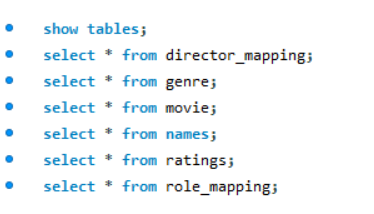 show tables;
select * from director_mapping;
select * from genre;
select * from movie;
select * from names;
select * from ratings;
select * from role_mapping;